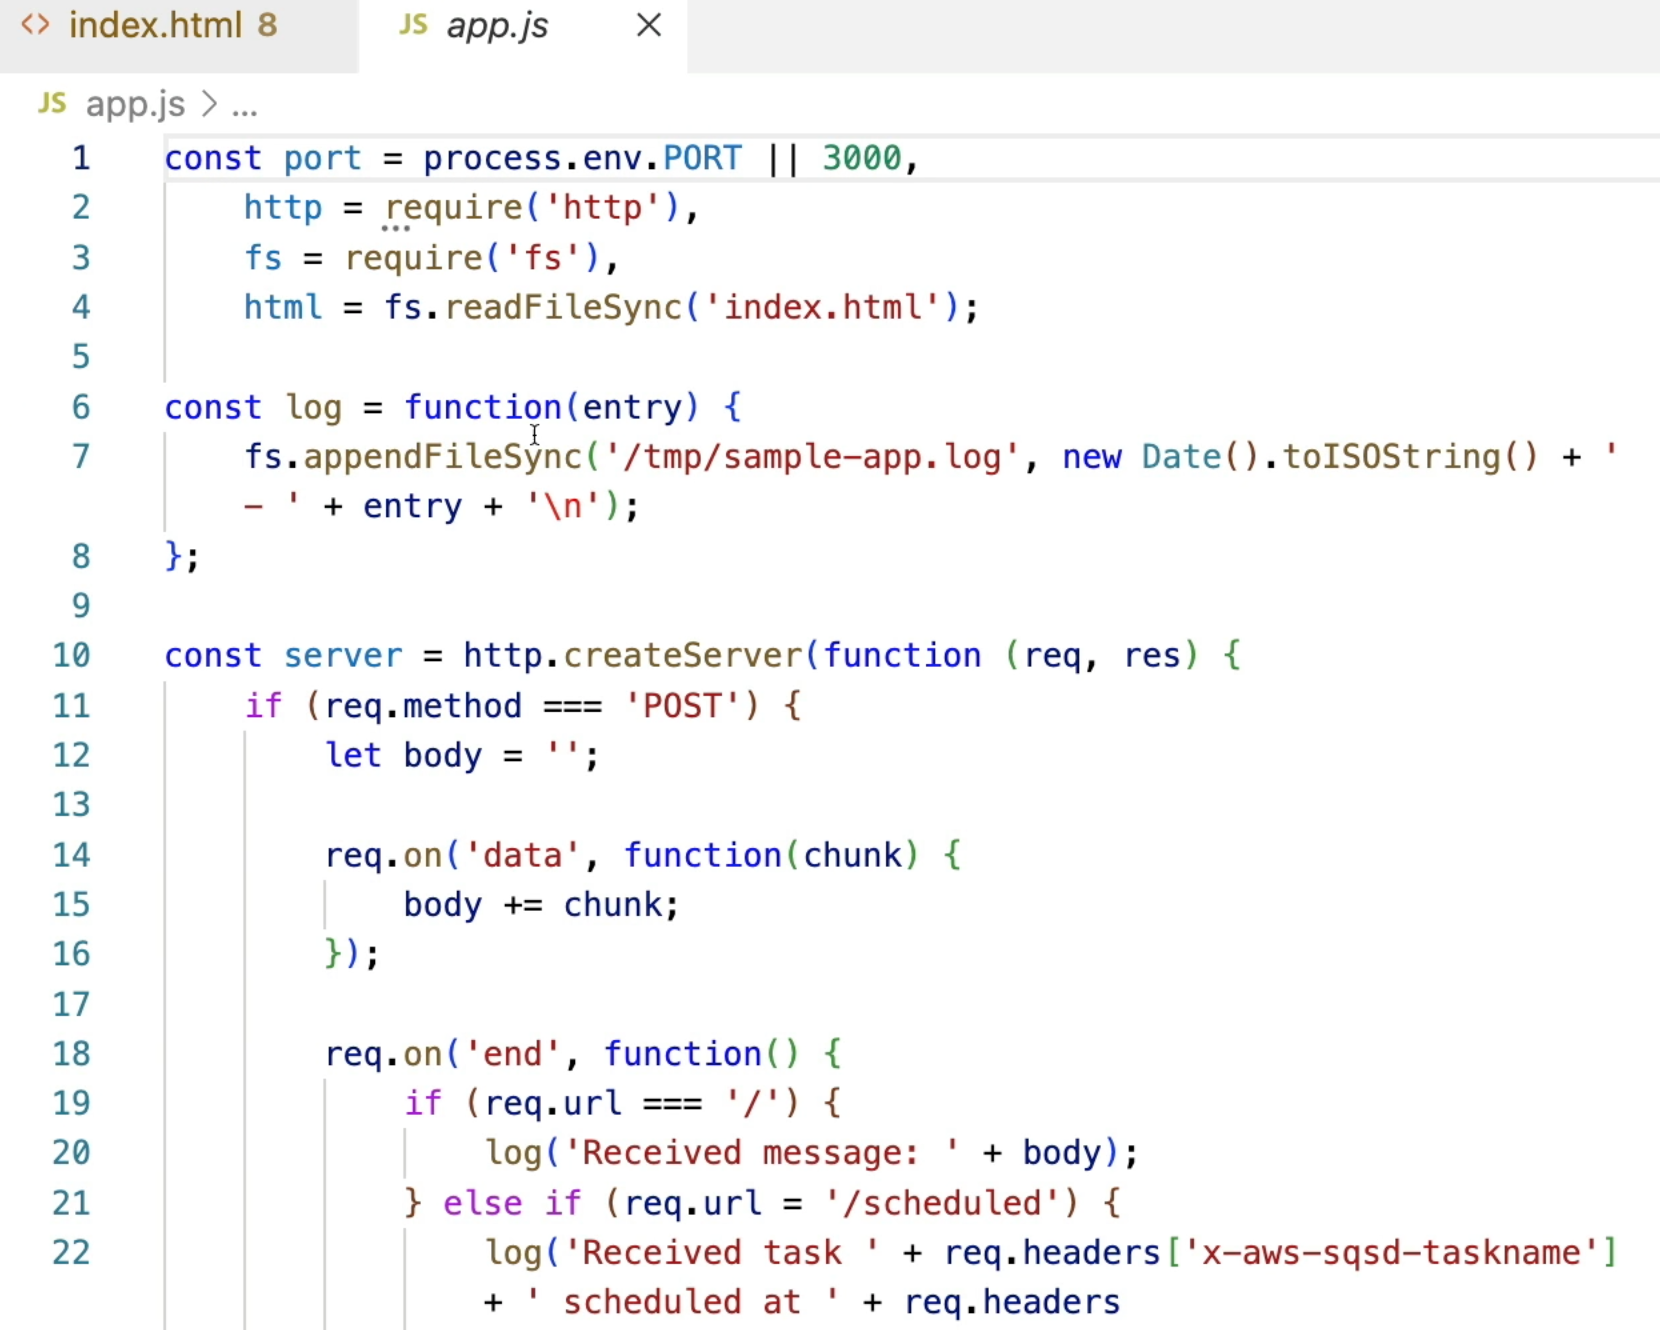 <> index.html 8 JS app.js ×
JS app.js > ...
1 const port = process.env.PORT || 3000,
2 http = require('http'),
3 fs = require('fs'),
4 html = fs.readFileSync('index.html');
5
6 const log = function(entry) {
7 fs.appendFileSync('/tmp/sample-app.log', new Date().toISOString() + '
- ' + entry + '\n');
8 };
9
10 const server = http.createServer(function (req, res) {
11 if (req.method === 'POST') {
12 let body = '';
13
14 req.on('data', function(chunk) {
15 body += chunk;
16 });
17
18 req.on('end', function() {
19 if (req.url === '/') {
20 log('Received message: ' + body);
21 } else if (req.url = '/scheduled') {
22 log('Received task ' + req.headers['x-aws-sqsd-taskname']
+ ' scheduled at ' + req.headers